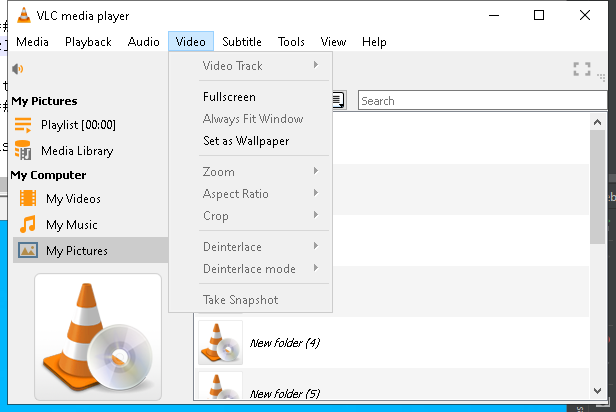 VLC media player
Media Playback Audio Video Subtitle Tools View Help
Video Track
Fullscreen
Always Fit Window
Set as Wallpaper
Zoom
Aspect Ratio
Crop
Deinterlace
Deinterlace mode
Take Snapshot
Search
My Pictures
Playlist [00:00]
Media Library
My Computer
My Videos
My Music
My Pictures
New folder (4)
New folder (5)